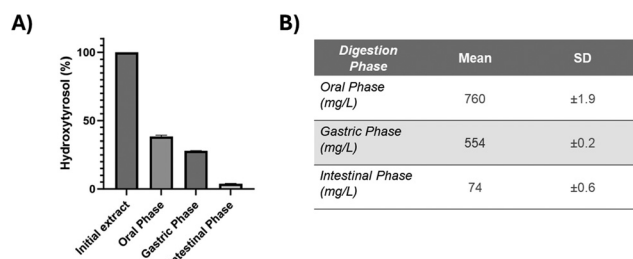 A)
Hydroxytyrosol (%)
100
50
0
Initial extract
Oral Phase
Gastric Phase
Intestinal Phase
B)
Digestion Phase Mean SD
Oral Phase (mg/L) 760 ±1.9
Gastric Phase (mg/L) 554 ±0.2
Intestinal Phase (mg/L) 74 ±0.6